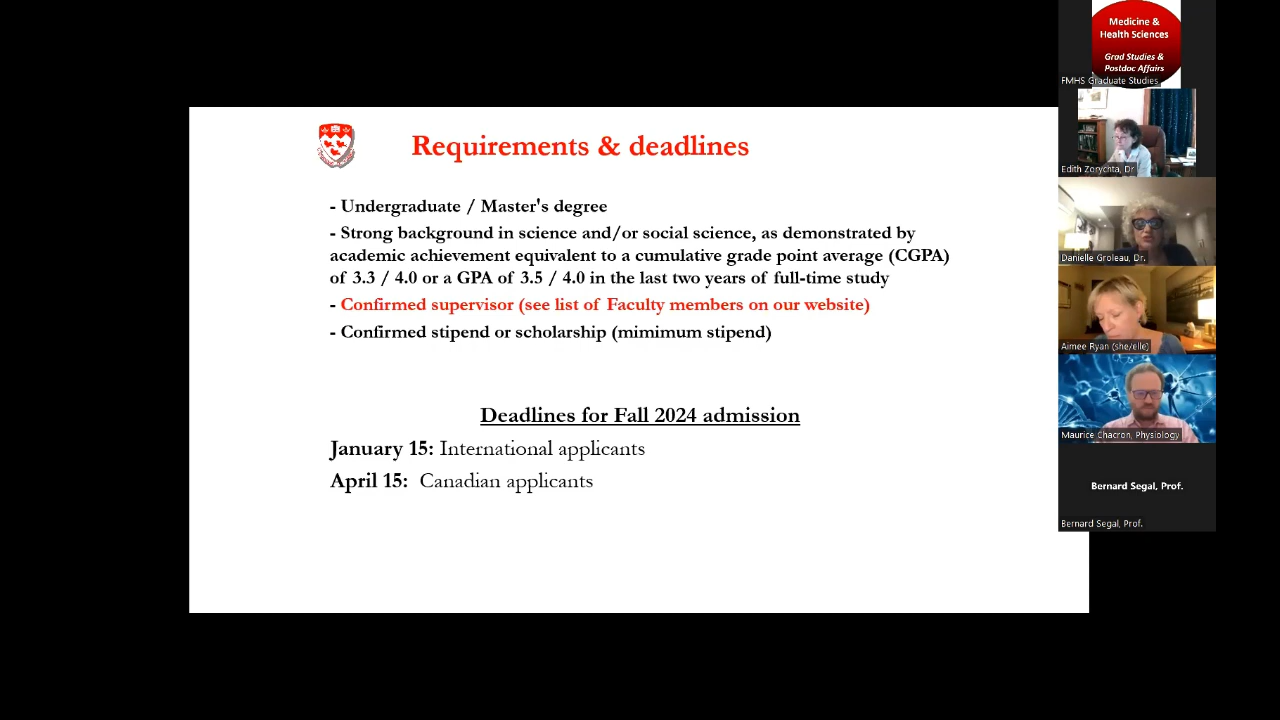 Requirements & deadlines
- Undergraduate / Master's degree
- Strong background in science and/or social science, as demonstrated by
academic achievement equivalent to a cumulative grade point average (CGPA)
of 3.3 / 4.0 or a GPA of 3.5 / 4.0 in the last two years of full-time study
- Confirmed supervisor (see list of Faculty members on our website)
- Confirmed stipend or scholarship (mimimum stipend)
Deadlines for Fall 2024 admission
January 15: International applicants
April 15: Canadian applicants
Medicine &
Health Sciences
Grad Studies &
Postdoc Affairs
FMHS Graduate Studies
Edith Zorychta, Dr
Danielle Groleau, Dr.
Aimee Ryan (she/elle)
Maurice Chacron, Physiology
Bernard Segal, Prof.
Bernard Segal, Prof.